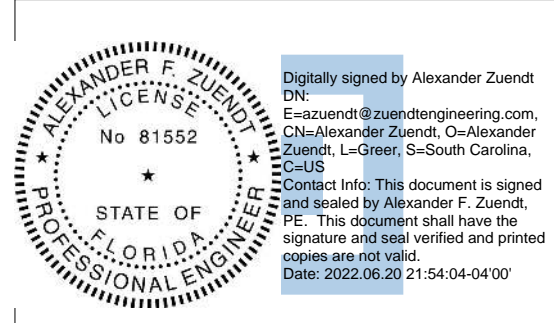 ALEXANDER F. ZUENDT
LICENSE
No 81552
STATE OF
FLORIDA
PROFESSIONAL ENGINEER
Digitally signed by Alexander Zuendt
DN:
E=azuendt@zuendtengineering.com,
CN=Alexander Zuendt, O=Alexander
Zuendt, L=Greer, S=South Carolina,
C=US
Contact Info: This document is signed
and sealed by Alexander F. Zuendt,
PE.  This document shall have the
signature and seal verified and printed
copies are not valid.
Date: 2022.06.20 21:54:04-04'00'